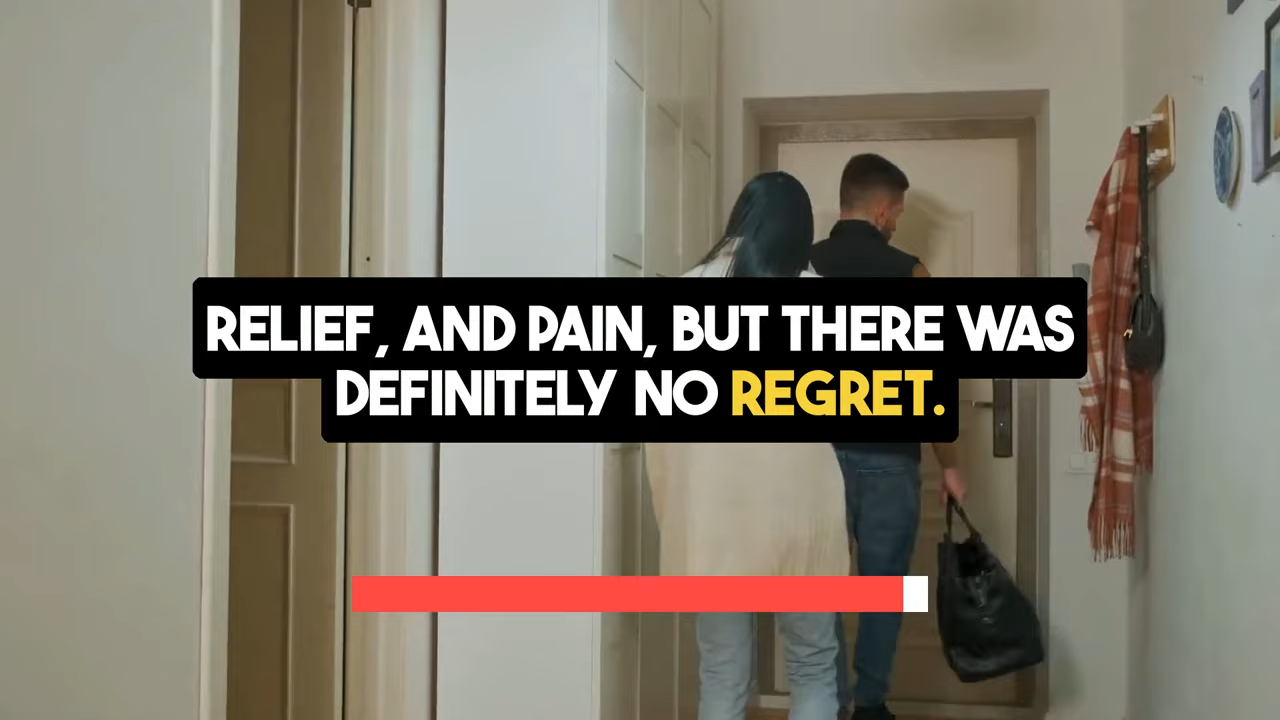 RELIEF, AND PAIN, BUT THERE WAS
DEFINITELY NO REGRET.